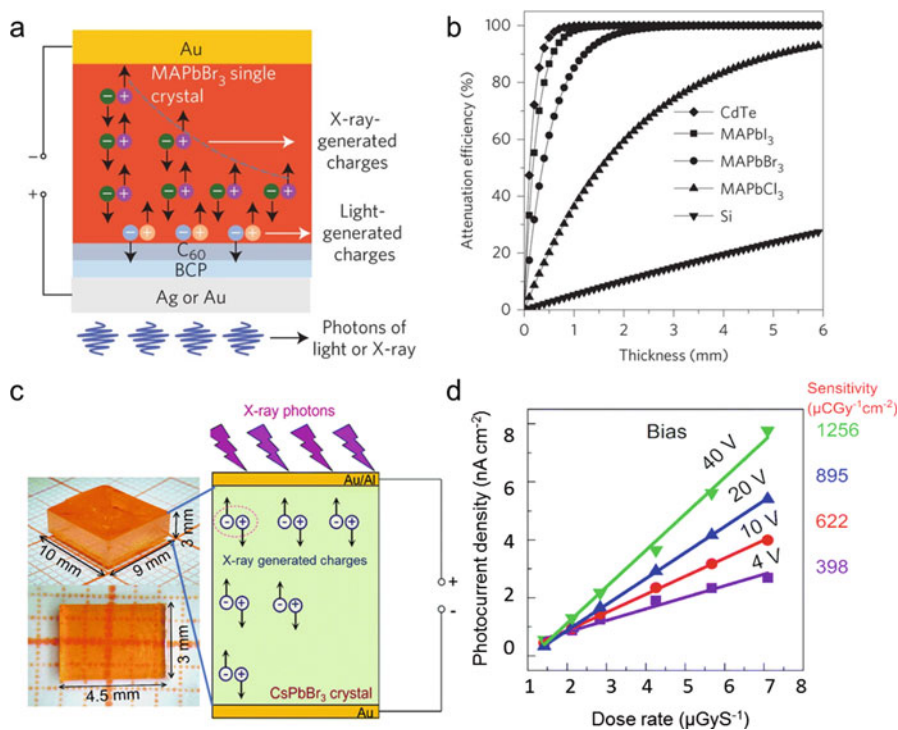 a
Au
MAPbBr₃ single
crystal
X-ray-
generated
charges
Light-
generated
charges
C₆₀
BCP
Ag or Au
Photons of
light or X-ray
b
Attenuation efficiency (%)
100
80
60
40
20
0
CdTe
MAPbI₃
MAPbBr₃
MAPbCl₃
Si
0 1 2 3 4 5 6
Thickness (mm)
c
X-ray photons
Au/Al
X-ray generated charges
CsPbBr₃ crystal
Au
+
-
10 mm
9 mm
3 mm
3 mm
4.5 mm
d
Sensitivity
(μCGy⁻¹cm⁻²)
1256
895
622
398
Photocurrent density (nA cm⁻²)
8
6
4
2
0
Bias
40 V
20 V
10 V
4 V
1 2 3 4 5 6 7 8
Dose rate (μGyS⁻¹)